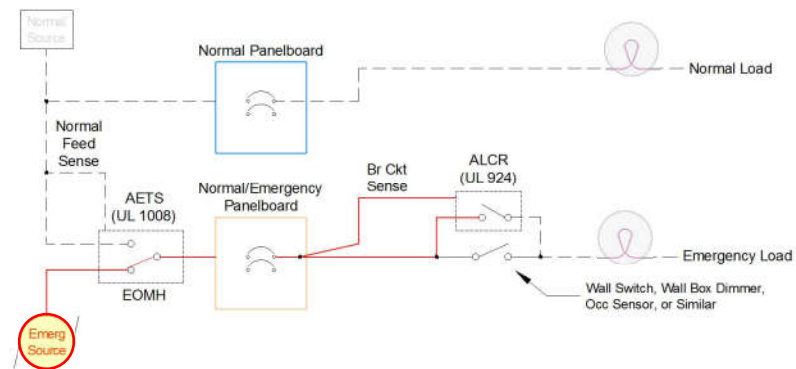 Normal
Source
Normal Panelboard
Normal Load
Normal
Feed
Sense
AETS
(UL 1008)
Normal/Emergency
Panelboard
Br Ckt
Sense
ALCR
(UL 924)
Emergency Load
EOMH
Wall Switch, Wall Box Dimmer,
Occ Sensor, or Similar
Emerg
Source